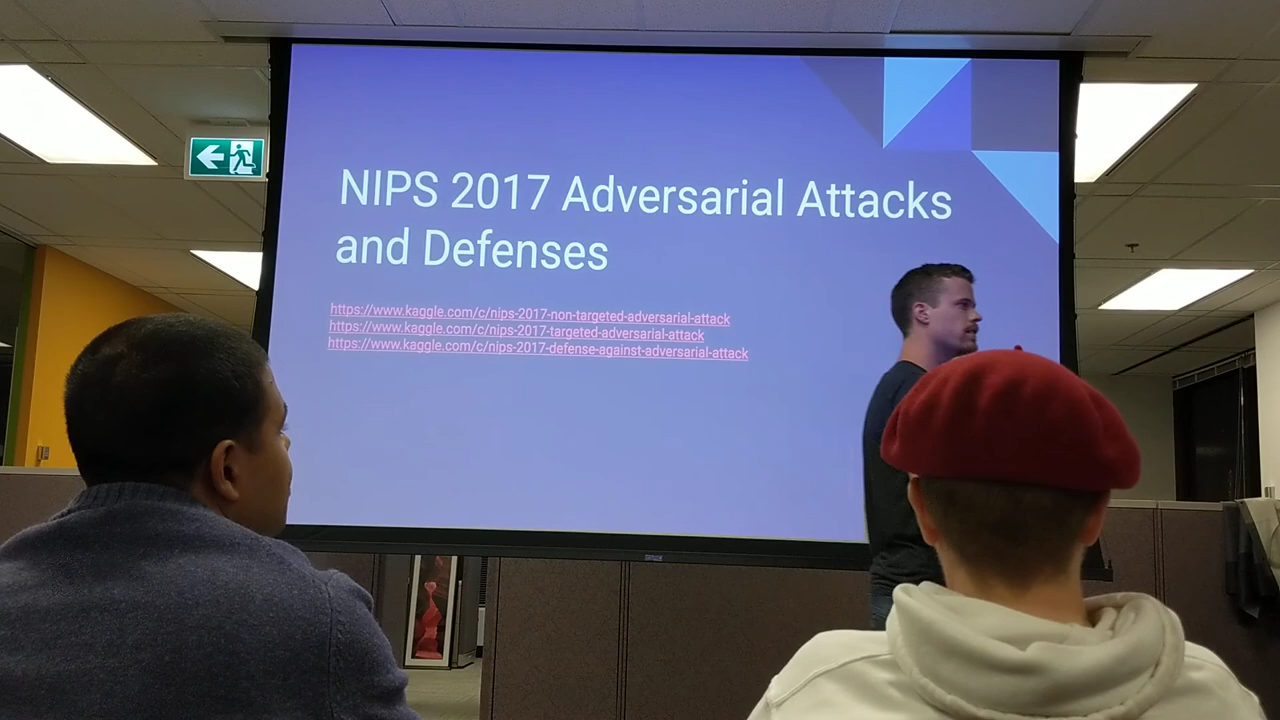 NIPS 2017 Adversarial Attacks
and Defenses
https://www.kaggle.com/c/nips-2017-non-targeted-adversarial-attack
https://www.kaggle.com/c/nips-2017-targeted-adversarial-attack
https://www.kaggle.com/c/nips-2017-defense-against-adversarial-attack